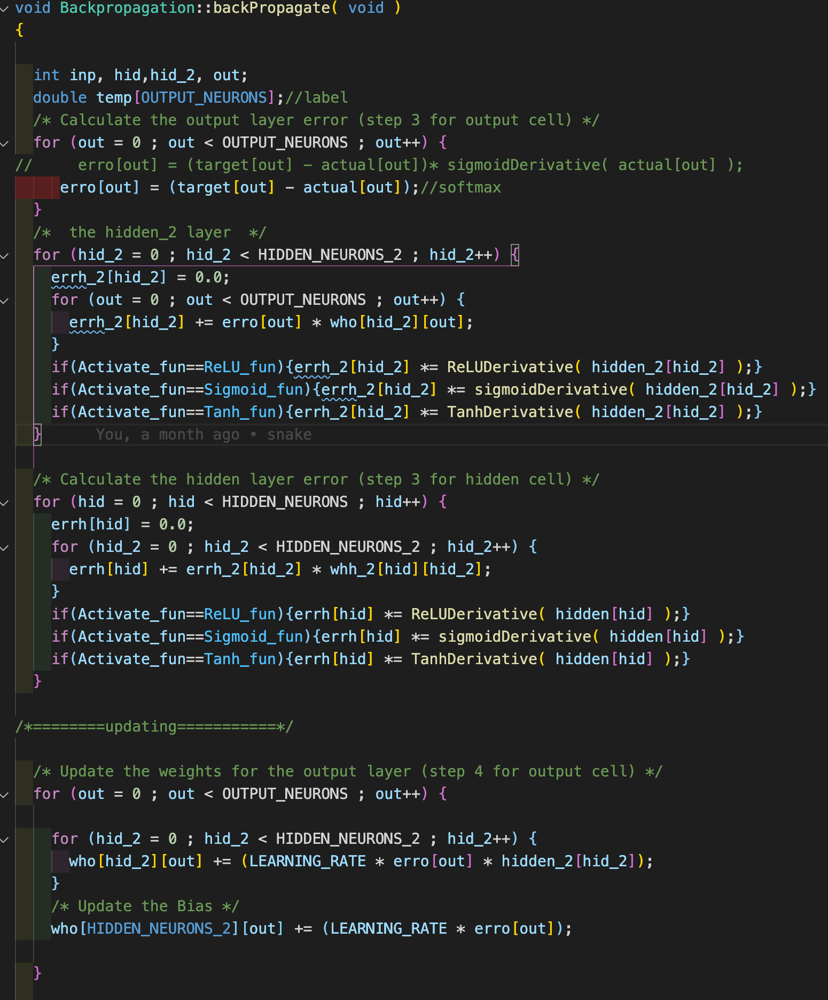 void Backpropagation::backPropagate( void )
{
int inp, hid,hid_2, out;
double temp[OUTPUT_NEURONS];//label
/* Calculate the output layer error (step 3 for output cell) */
for (out = 0 ; out < OUTPUT_NEURONS ; out++) {
//     erro[out] = (target[out] - actual[out])* sigmoidDerivative( actual[out] );
erro[out] = (target[out] - actual[out]);//softmax
}
/*  the hidden_2 layer  */
for (hid_2 = 0 ; hid_2 < HIDDEN_NEURONS_2 ; hid_2++) {
errh_2[hid_2] = 0.0;
for (out = 0 ; out < OUTPUT_NEURONS ; out++) {
errh_2[hid_2] += erro[out] * who[hid_2][out];
}
if(Activate_fun==ReLU_fun){errh_2[hid_2] *= ReLUDerivative( hidden_2[hid_2] );}
if(Activate_fun==Sigmoid_fun){errh_2[hid_2] *= sigmoidDerivative( hidden_2[hid_2] );}
if(Activate_fun==Tanh_fun){errh_2[hid_2] *= TanhDerivative( hidden_2[hid_2] );}
}      You, a month ago • snake
/* Calculate the hidden layer error (step 3 for hidden cell) */
for (hid = 0 ; hid < HIDDEN_NEURONS ; hid++) {
errh[hid] = 0.0;
for (hid_2 = 0 ; hid_2 < HIDDEN_NEURONS_2 ; hid_2++) {
errh[hid] += errh_2[hid_2] * whh_2[hid][hid_2];
}
if(Activate_fun==ReLU_fun){errh[hid] *= ReLUDerivative( hidden[hid] );}
if(Activate_fun==Sigmoid_fun){errh[hid] *= sigmoidDerivative( hidden[hid] );}
if(Activate_fun==Tanh_fun){errh[hid] *= TanhDerivative( hidden[hid] );}
}
/*========updating===========*/
/* Update the weights for the output layer (step 4 for output cell) */
for (out = 0 ; out < OUTPUT_NEURONS ; out++) {
for (hid_2 = 0 ; hid_2 < HIDDEN_NEURONS_2 ; hid_2++) {
who[hid_2][out] += (LEARNING_RATE * erro[out] * hidden_2[hid_2]);
}
/* Update the Bias */
who[HIDDEN_NEURONS_2][out] += (LEARNING_RATE * erro[out]);
}